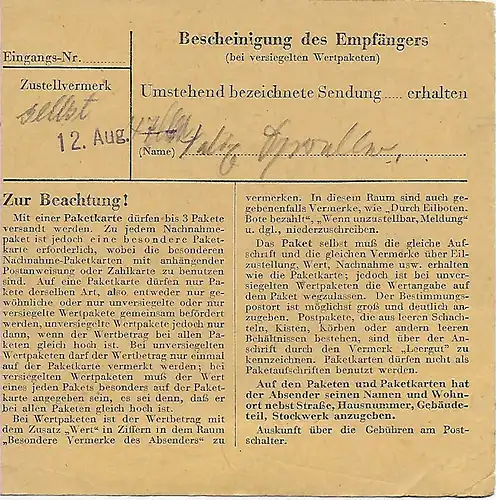 Bescheinigung des Empfängers
(bei versiegelten Wertpaketen)
Eingangs-Nr.
Zustellvermerk
selbst
12. Aug.
Umstehend bezeichnete Sendung ..... erhalten
(Name)
Zur Beachtung!
Mit einer Paketkarte dürfen bis 3 Pakete
versandt werden. Zu jedem Nachnahme-
paket ist jedoch eine besondere Paket-
karte erforderlich, wobei die besonderen
Nachnahme-Paketkarten mit anhängender
Postanweisung oder Zahlkarte zu benutzen
sind. Auf eine Paketkarte dürfen nur Pa-
kete derselben Art, also entweder nur ge-
wöhnliche oder nur unversiegelte oder nur
versiegelte Wertpakete gemeinsam befördert
werden, unversiegelte Wertpakete jedoch nur
dann, wenn der Wertbetrag bei allen Pa-
keten gleich hoch ist. Bei unversiegelten
Wertpaketen darf der Wertbetrag nur einmal
auf der Paketkarte vermerkt werden; bei
versiegelten Wertpaketen muß der Wert
eines jeden Pakets besonders auf der Paket-
karte angegeben sein, es sei denn, daß er
bei allen Paketen gleich hoch ist.
Bei Wertpaketen ist der Wertbetrag mit
dem Zusatz „Wert" in Ziffern in dem Raum
„Besondere Vermerke des Absenders" zu
vermerken. In diesem Raum sind auch ge-
gebenenfalls Vermerke, wie „Durch Eilboten.
Bote bezahlt", „Wenn unzustellbar, Meldung"
u. dgl., niederzuschreiben.
Das Paket selbst muß die gleiche Auf-
schrift und die gleichen Vermerke über Eil-
zustellung, Wert, Nachnahme usw. erhalten
wie die Paketkarte; jedoch ist bei unver-
siegelten Wertpaketen die Wertangabe auf
dem Paket wegzulassen. Der Bestimmungs-
postort ist möglichst groß und deutlich an-
zugeben. Postpakete, die aus leeren Schach-
teln, Kisten, Körben oder andern leeren
Behältnissen bestehen, sind über der An-
schrift durch den Vermerk „Leergut" zu
kennzeichnen. Paketkarten dürfen nicht als
Paketaufschriften benutzt werden.
Auf den Paketen und Paketkarten hat
der Absender seinen Namen und Wohn-
ort nebst Straße, Hausnummer, Gebäude-
teil, Stockwerk anzugeben.
Auskunft über die Gebühren am Post-
schalter.